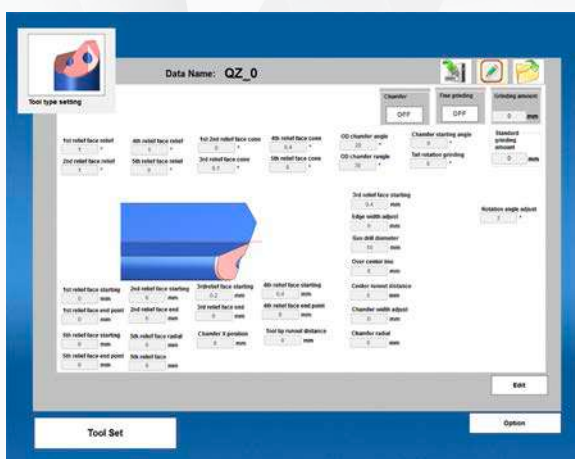 Data Name: QZ_0
Tool type setting
Chamfer
Fine grinding
Grinding amount
OFF
OFF
0 mm
1st relief face relief
4th relief face relief
1st 2nd relief face cone
4th relief face cone
OD chamfer angle
Chamfer starting angle
Standard grinding amount
2nd relief face relief
5th relief face relief
3rd relief face cone
5th relief face cone
OD chamfer rangle
Tail rotation grinding
0 mm
3rd relief face starting
0.4 mm
Edge width adjust
mm
Gun drill diameter
mm
Rotation angle adjust
Over center line
mm
1st relief face starting
2nd relief face starting
3rdrelief face starting
4th relief face starting
Center runout distance
mm
0.2 mm
mm
mm
1st relief face end point
2nd relief face end
3rd relief face end
4th relief face end point
Chamfer width adjust
mm
5th relief face starting
5th relief face radial
Chamfer X position
Tool tip runout distance
Chamfer radial
mm
5th relief face end point
5th relief face
mm
Edit
Option
Tool Set